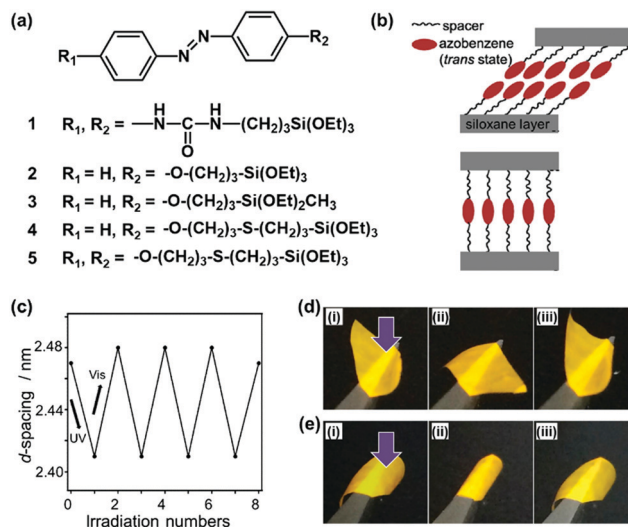 (a)
R1
N
N
R2
1 R1, R2 = —NH—C—NH—(CH2)3Si(OEt)3
O
2 R1 = H, R2 = -O-(CH2)3-Si(OEt)3
3 R1 = H, R2 = -O-(CH2)3-Si(OEt)2CH3
4 R1 = H, R2 = -O-(CH2)3-S-(CH2)3-Si(OEt)3
5 R1, R2 = -O-(CH2)3-S-(CH2)3-Si(OEt)3
(b)
spacer
azobenzene
(trans state)
siloxane layer
(c)
d-spacing / nm
2.48
2.44
2.40
Vis
UV
0 2 4 6 8
Irradiation numbers
(d)
(i) (ii) (iii)
(e)
(i) (ii) (iii)